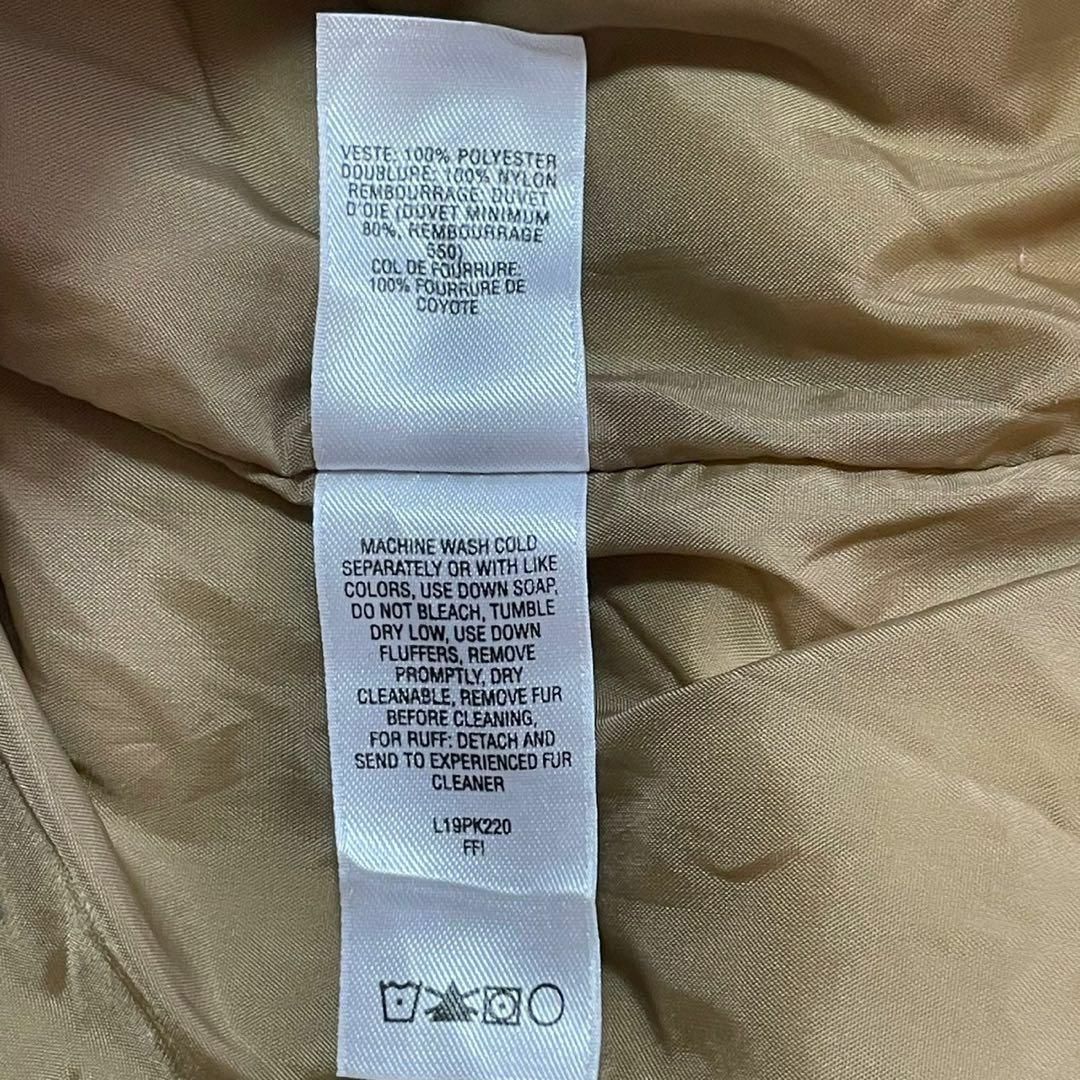 VESTE: 100% POLYESTER
DOUBLURE: 100% NYLON
REMBOURRAGE: DUVET
D'OIE (DUVET MINIMUM
80%, REMBOURRAGE
550)
COL DE FOURRURE:
100% FOURRURE DE
COYOTE
MACHINE WASH COLD
SEPARATELY OR WITH LIKE
COLORS, USE DOWN SOAP,
DO NOT BLEACH, TUMBLE
DRY LOW, USE DOWN
FLUFFERS, REMOVE
PROMPTLY, DRY
CLEANABLE, REMOVE FUR
BEFORE CLEANING,
FOR RUFF: DETACH AND
SEND TO EXPERIENCED FUR
CLEANER
L19PK220
FFI